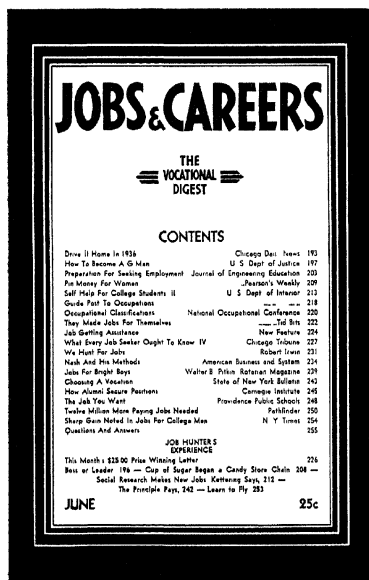 JOBS & CAREERS
THE
VOCATIONAL
DIGEST
CONTENTS
Drive it Home In 1936 Chicago Daily News 193
How To Become A G Man U S Dept of Justice 197
Preparation For Seeking Employment Journal of Engineering Education 203
Pin Money For Women Pearson's Weekly 209
Self Help For College Students II U S Dept of Interior 213
Guide Post To Occupations 218
Occupational Classifications National Occupational Conference 220
They Made Jobs For Themselves Tid Bits 222
Job Getting Assistance New Feature 224
What Every Job Seeker Ought To Know IV Chicago Tribune 227
We Hunt For Jobs Robert Irwin 231
Nash And His Methods American Business and System 234
Jobs For Bright Boys Walter B Pitkin Rotarian Magazine 239
Choosing A Vocation State of New York Bulletin 243
How Alumni Secure Positions Carnegie Institute 245
The Job You Want Providence Public Schools 248
Twelve Million More Paying Jobs Needed Pathfinder 250
Sharp Gain Noted In Jobs For College Men N Y Times 254
Questions And Answers 255
JOB HUNTER'S
EXPERIENCE
This Month s $25 00 Prize Winning Letter 226
Boss or Leader 196 — Cup of Sugar Began a Candy Store Chain 208 —
Social Research Makes New Jobs Kettering Says, 212 —
The Principle Pays, 242 — Learn to Fly 253
JUNE 25c